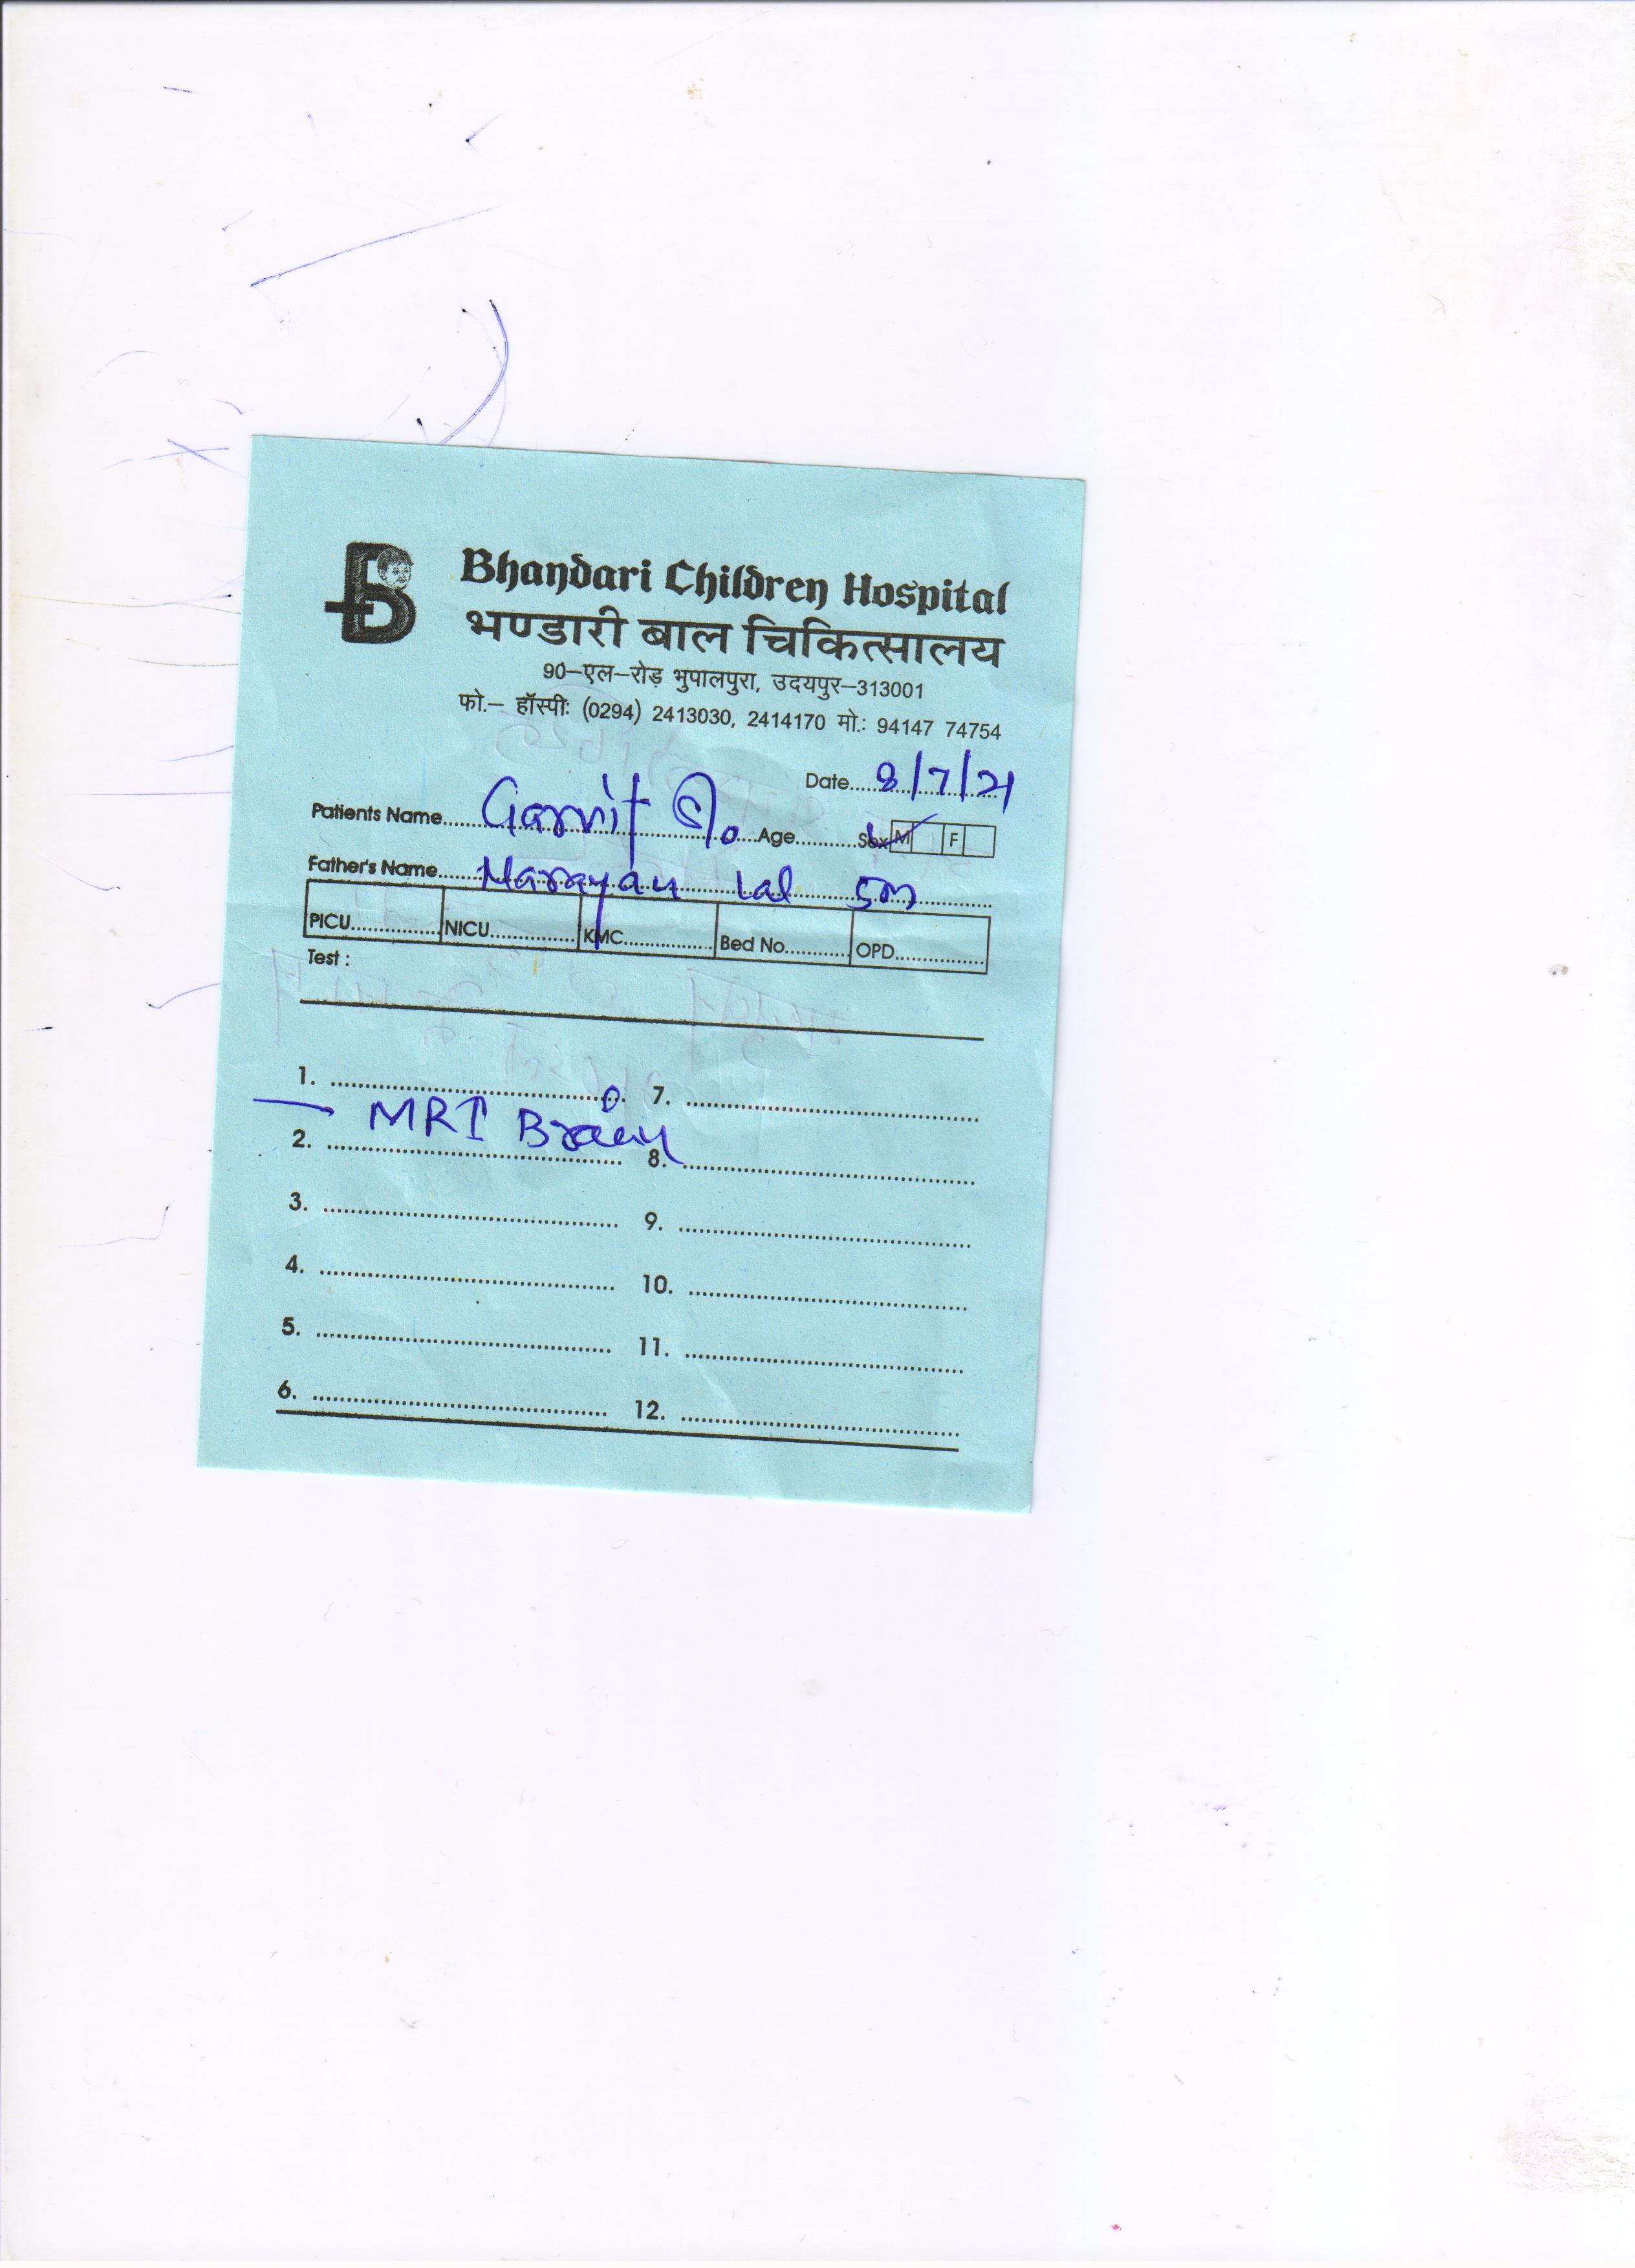 Bhandari Children Hospital
भण्डारी बाल चिकित्सालय
90–एल–रोड़ भुपालपुरा, उदयपुर–313001
फो.– हॉस्पीः (0294) 2413030, 2414170 मो.: 94147 74754
Date..... 8/7/21
Patients Name..... Garvit S/o .....Age..........Sex M F
Father's Name..... Narayan lal
PICU................ NICU................ KMC................ Bed No............ OPD.................
Test :
1. ................ 7. ................
— MRI Brain
2. ................ 8. ................
3. ................ 9. ................
4. ................ 10. ................
5. ................ 11. ................
6. ................ 12. ................